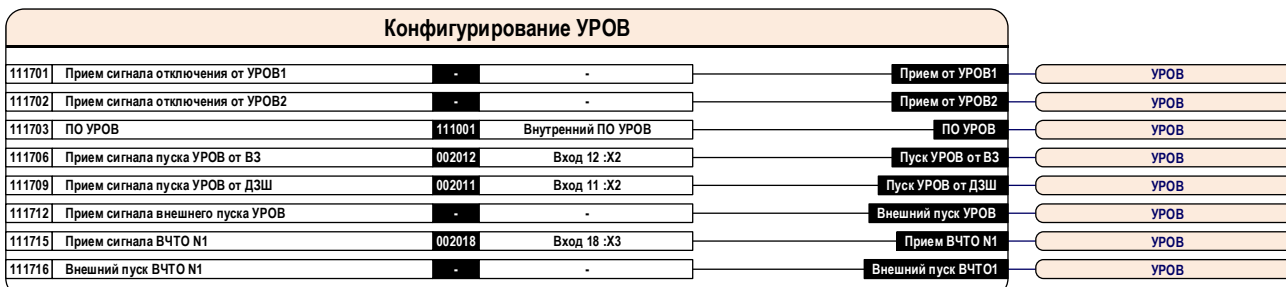 Конфигурирование УРОВ
111701 Прием сигнала отключения от УРОВ1 - - Прием от УРОВ1 УРОВ
111702 Прием сигнала отключения от УРОВ2 - - Прием от УРОВ2 УРОВ
111703 ПО УРОВ 111001 Внутренний ПО УРОВ ПО УРОВ УРОВ
111706 Прием сигнала пуска УРОВ от ВЗ 002012 Вход 12 :X2 Пуск УРОВ от ВЗ УРОВ
111709 Прием сигнала пуска УРОВ от ДЗШ 002011 Вход 11 :X2 Пуск УРОВ от ДЗШ УРОВ
111712 Прием сигнала внешнего пуска УРОВ - - Внешний пуск УРОВ УРОВ
111715 Прием сигнала ВЧТО N1 002018 Вход 18 :X3 Прием ВЧТО N1 УРОВ
111716 Внешний пуск ВЧТО N1 - - Внешний пуск ВЧТО1 УРОВ